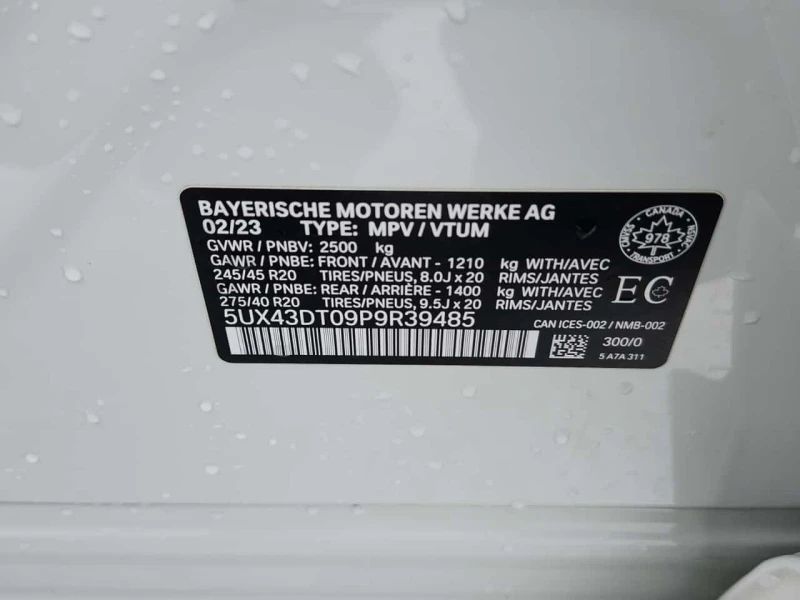 BAYERISCHE MOTOREN WERKE AG
02/23 TYPE: MPV / VTUM
GVWR / PNBV: 2500 kg
GAWR / PNBE: FRONT / AVANT - 1210 kg WITH/AVEC
245/45 R20 TIRES/PNEUS, 8.0J x 20 RIMS/JANTES
GAWR / PNBE: REAR / ARRIÈRE - 1400 kg WITH/AVEC
275/40 R20 TIRES/PNEUS, 9.5J x 20 RIMS/JANTES
CANADA
978
TRANSPORT
EC
5UX43DT09P9R39485
CAN ICES-002 / NMB-002
300/0
5 A7A 311